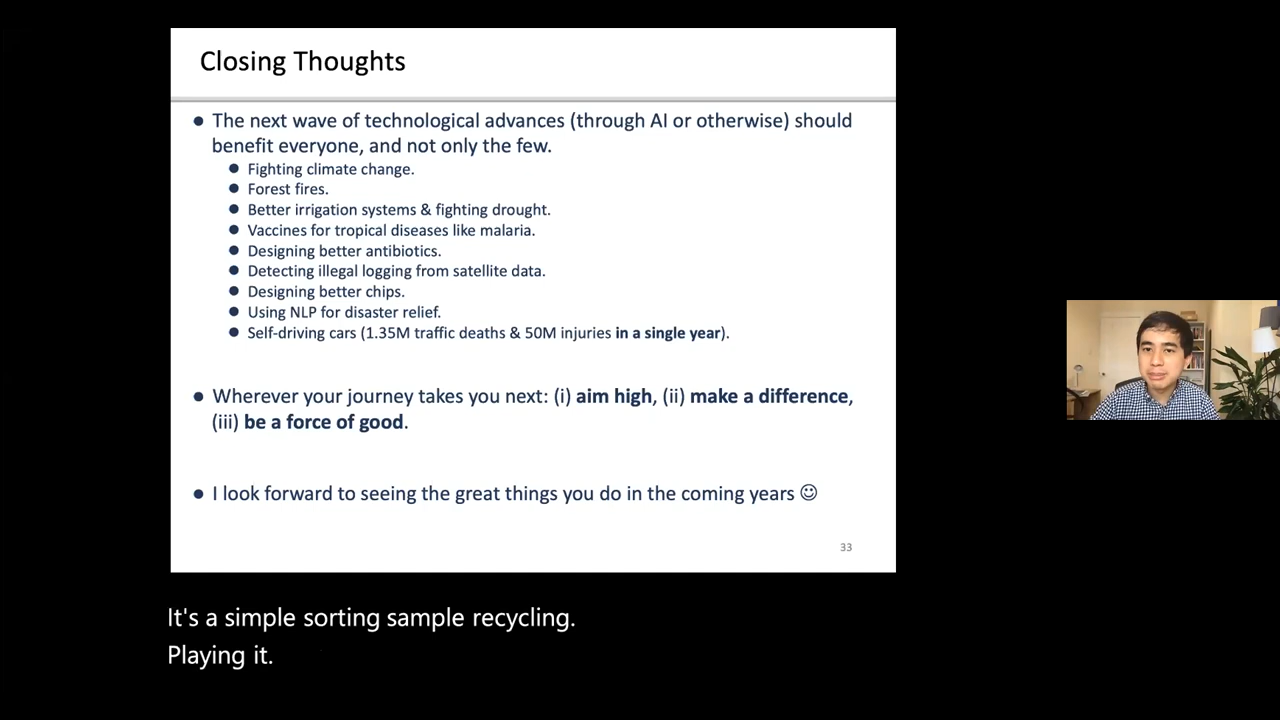 Closing Thoughts
● The next wave of technological advances (through AI or otherwise) should
benefit everyone, and not only the few.
● Fighting climate change.
● Forest fires.
● Better irrigation systems & fighting drought.
● Vaccines for tropical diseases like malaria.
● Designing better antibiotics.
● Detecting illegal logging from satellite data.
● Designing better chips.
● Using NLP for disaster relief.
● Self-driving cars (1.35M traffic deaths & 50M injuries in a single year).
● Wherever your journey takes you next: (i) aim high, (ii) make a difference,
(iii) be a force of good.
● I look forward to seeing the great things you do in the coming years ☺
33
It's a simple sorting sample recycling.
Playing it.